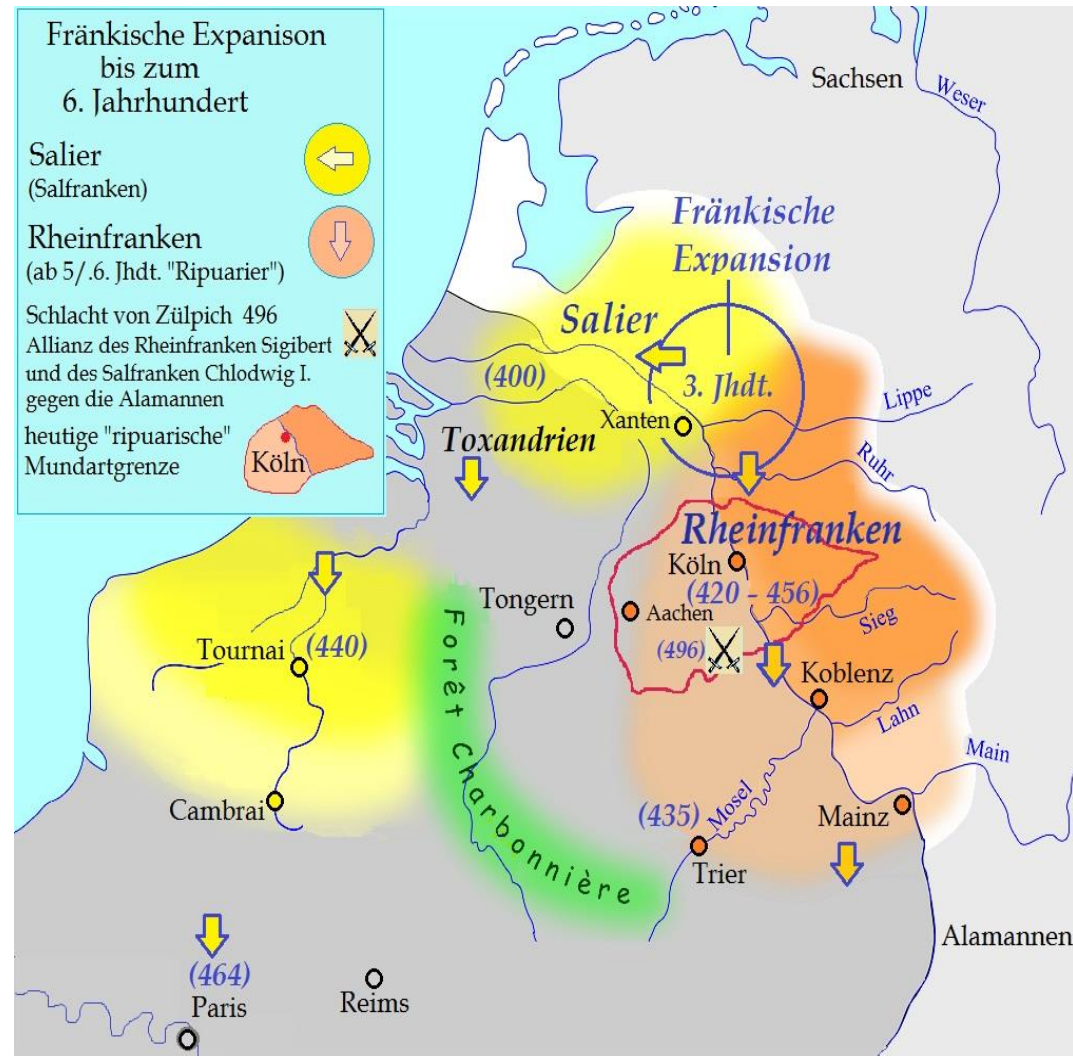 Fränkische Expanison
bis zum
6. Jahrhundert
Salier
(Salfranken)
Rheinfranken
(ab 5/.6. Jhdt. "Ripuarier")
Schlacht von Zülpich 496
Allianz des Rheinfranken Sigibert
und des Salfranken Chlodwig I.
gegen die Alamannen
heutige "ripuarische"
Mundartgrenze
Köln
Sachsen
Weser
Fränkische
Expansion
Salier
(400)
3. Jhdt.
Lippe
Xanten
Toxandrien
Ruhr
Rheinfranken
Köln
(420 - 456)
Tongern
Aachen
Sieg
(496)
Tournai
(440)
Forêt Charbonnière
Koblenz
Lahn
Main
Cambrai
Mosel
(435)
Mainz
Trier
Alamannen
(464)
Paris
Reims